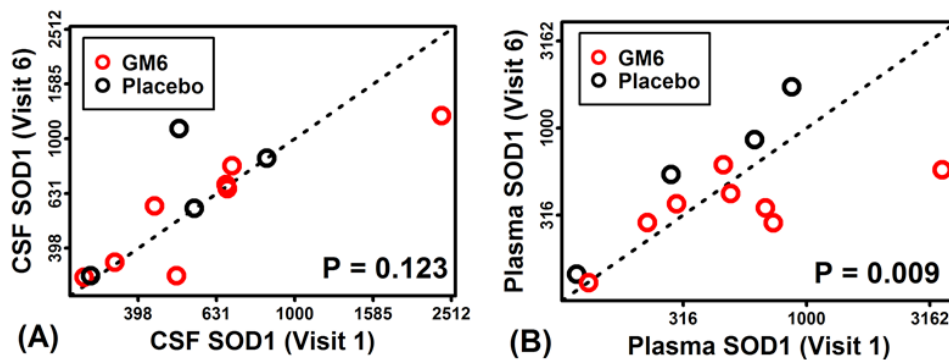 2512
1585
1000
631
398
CSF SOD1 (Visit 6)
GM6
Placebo
P = 0.123
398 631 1000 1585 2512
(A) CSF SOD1 (Visit 1)
3162
1000
316
Plasma SOD1 (Visit 6)
GM6
Placebo
P = 0.009
316 1000 3162
(B) Plasma SOD1 (Visit 1)